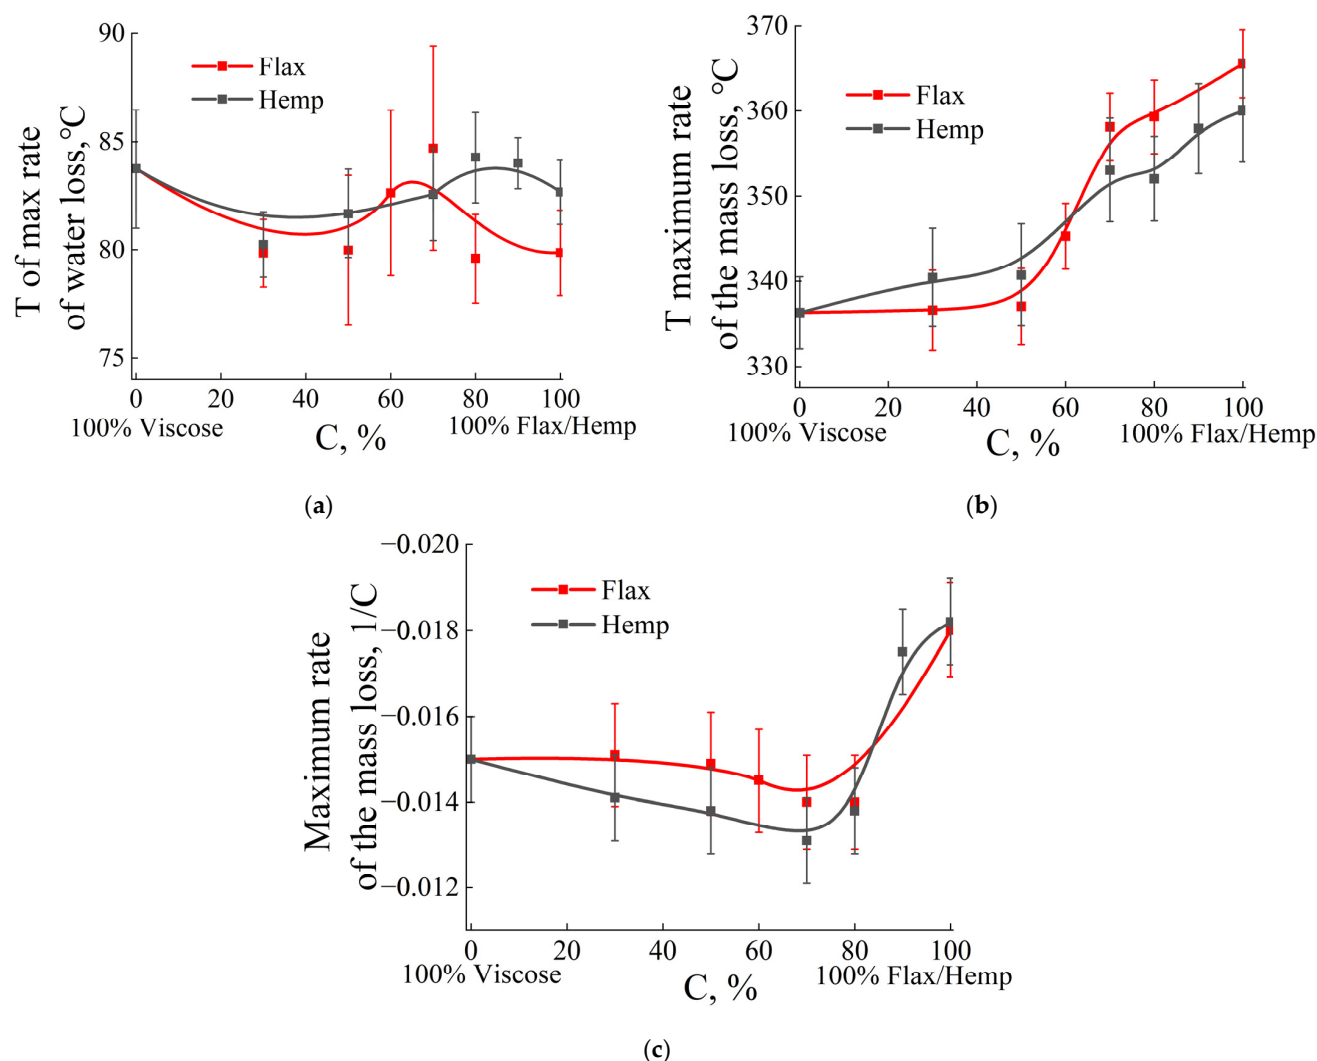 90
85
80
75
T of max rate
of water loss, °C
Flax
Hemp
0 20 40 60 80 100
100% Viscose
100% Flax/Hemp
C, %
(a)
370
360
350
340
330
T maximum rate
of the mass loss, °C
Flax
Hemp
0 20 40 60 80 100
100% Viscose
100% Flax/Hemp
C, %
(b)
−0.020
−0.018
−0.016
−0.014
−0.012
Maximum rate
of the mass loss, 1/C
Flax
Hemp
0 20 40 60 80 100
100% Viscose
100% Flax/Hemp
C, %
(c)